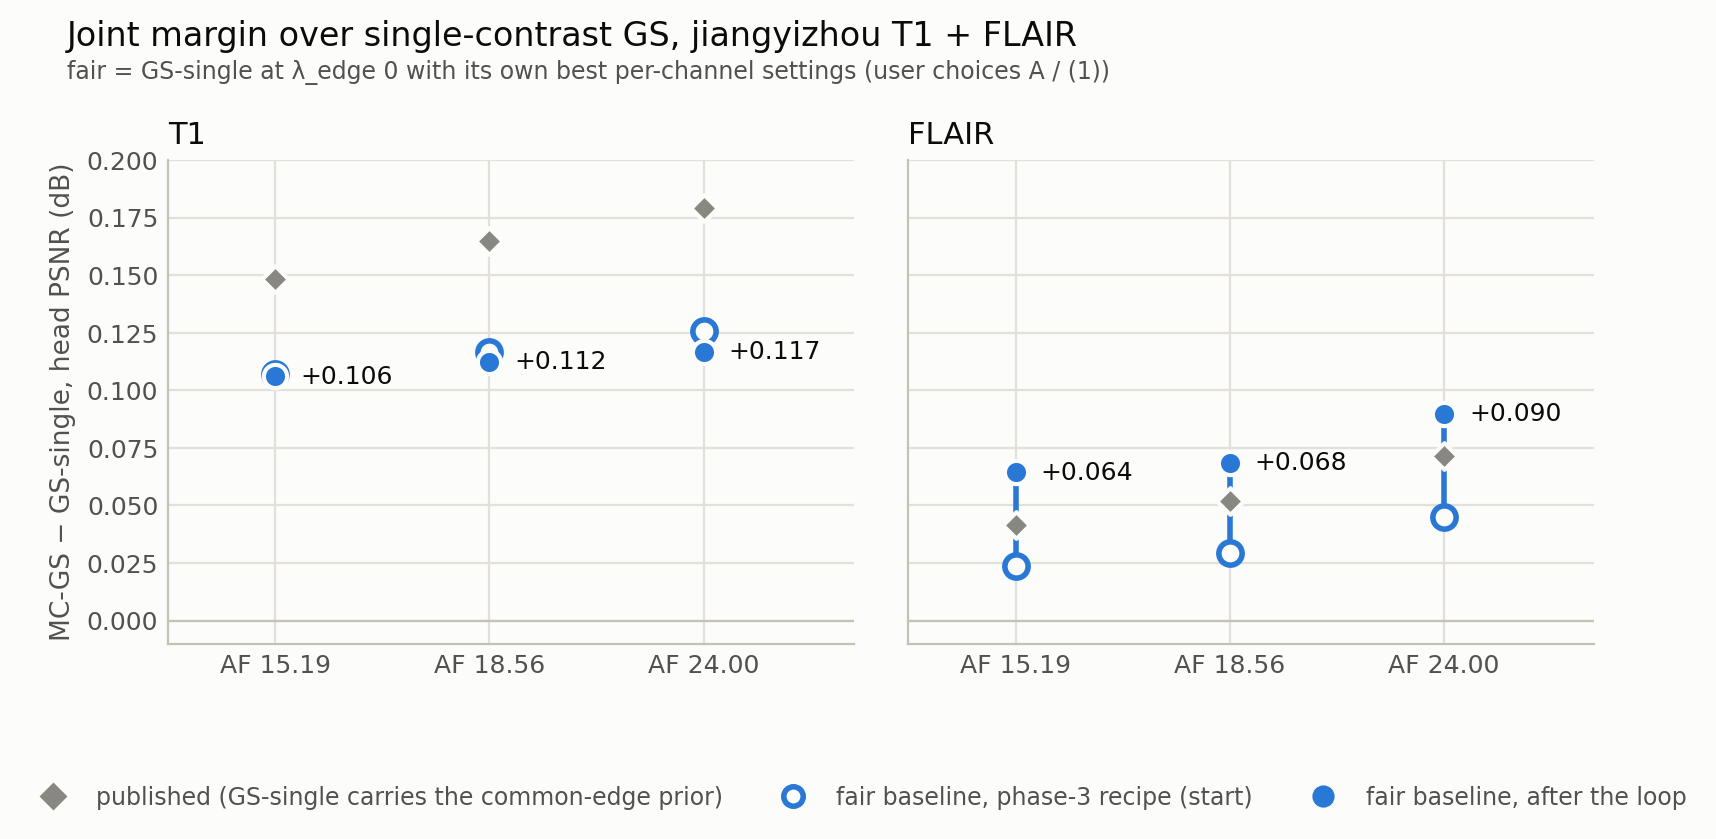 Joint margin over single-contrast GS, jiangyizhou T1 + FLAIR
fair = GS-single at λ_edge 0 with its own best per-channel settings (user choices A / (1))
T1
FLAIR
MC-GS − GS-single, head PSNR (dB)
0.200
0.175
0.150
0.125
0.100
0.075
0.050
0.025
0.000
+0.106
+0.112
+0.117
+0.064
+0.068
+0.090
AF 15.19
AF 18.56
AF 24.00
AF 15.19
AF 18.56
AF 24.00
published (GS-single carries the common-edge prior)
fair baseline, phase-3 recipe (start)
fair baseline, after the loop